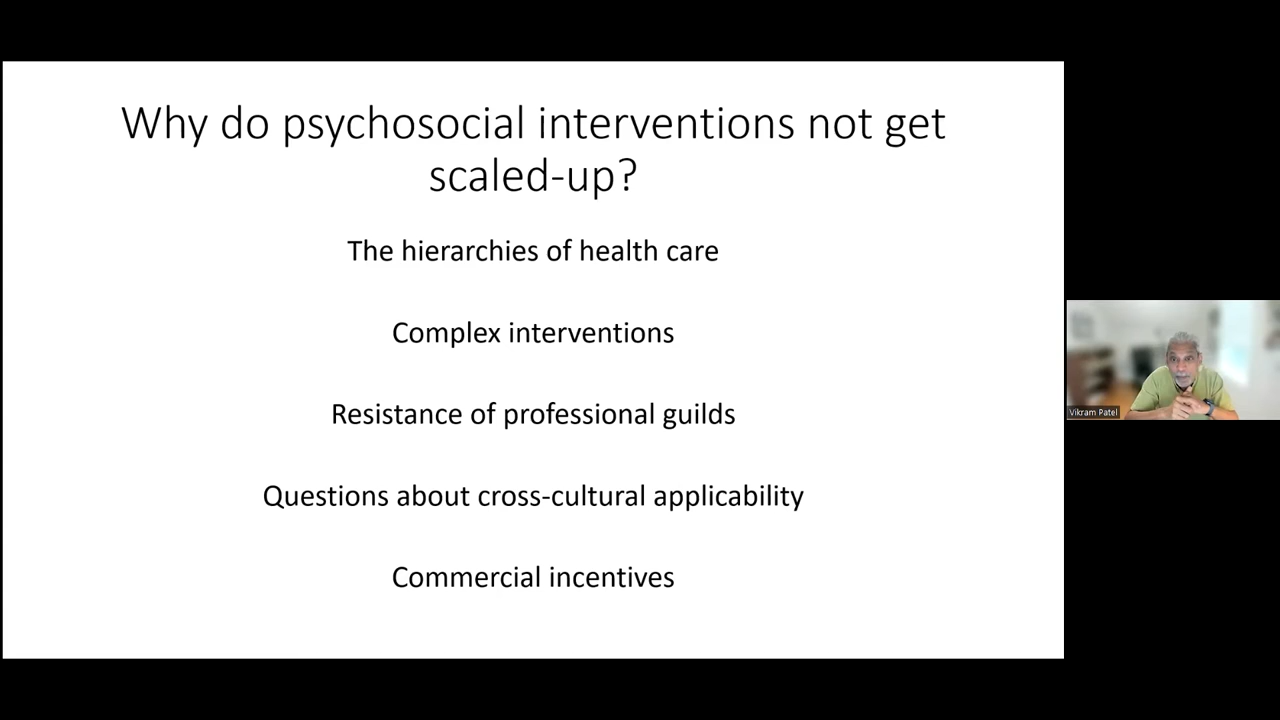 Why do psychosocial interventions not get
scaled-up?
The hierarchies of health care
Complex interventions
Resistance of professional guilds
Questions about cross-cultural applicability
Commercial incentives
Vikram Patel